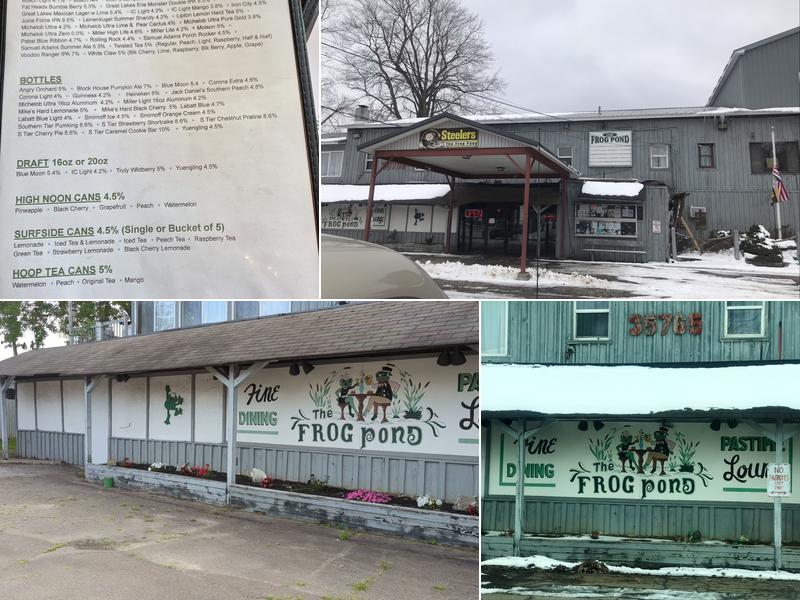 Great Lakes Mexican Lager w Lime 5.4% • IC Light 4.2% • IC Light Mango 3.8% • Iron City 4.5%
Juice Force 9.5% • Leinenkugel Summer Shandy 4.2% • Lipton Lemon Hard Tea 5%
Michelob Ultra 4.2% • Michelob Ultra Lime & Pear Cactus 4% • Michelob Ultra Pure Gold 3.8%
Michelob Ultra Zero 0.0% • Miller High Life 4.6% • Miller Lite 4.2% • Molson 5% •
Pabst Blue Ribbon 4.7% • Rolling Rock 4.4% • Samuel Adams Porch Rocker 4.5% •
Samuel Adams Summer Ale 5.3% • Twisted Tea 5% (Regular, Peach, Light, Raspberry, Half & Half)
Voodoo Ranger IPA 7% • White Claw 5% (Blk Cherry, Lime, Raspberry, Blk Berry, Apple, Grape)
BOTTLES
Angry Orchard 5% • Block House Pumpkin Ale 7% • Blue Moon 5.4 • Corona Extra 4.6%
Corona Light 4% • Guinness 4.2% • Heineken 5% • Jack Daniel's Southern Peach 4.8%
Michelob Ultra 16oz Aluminum 4.2% • Miller Light 16oz Aluminum 4.2%
Mike's Hard Lemonade 5% • Mike's Hard Black Cherry 5% Labatt Blue 4.7%
Labatt Blue Light 4% • Smirnoff Ice 4.5% • Smirnoff Orange Cream 4.5%
Southern Tier Pumking 8.6% • S Tier Strawberry Shortcake 8.6% • S Tier Chestnut Praline 8.6%
S Tier Cherry Pie 8.6% • S Tier Caramel Cookie Bar 10% • Yuengling 4.5%
DRAFT 16oz or 20oz
Blue Moon 5.4% • IC Light 4.2% • Truly Wildberry 5% • Yuengling 4.5%
HIGH NOON CANS 4.5%
Pineapple • Black Cherry • Grapefruit • Peach • Watermelon
SURFSIDE CANS 4.5% (Single or Bucket of 5)
Lemonade • Iced Tea & Lemonade • Iced Tea • Peach Tea • Raspberry Tea
Green Tea • Strawberry Lemonade • Black Cherry Lemonade
HOOP TEA CANS 5%
Watermelon • Peach • Original Tea • Mango
Steelers
The Frog Pond
FROG POND
OPEN
FROG POND
Fine
DINING
The
FROG POND
PAST
L
35765
Fine
DINING
The
FROG POND
PASTIM
Loun
NO
PARKING